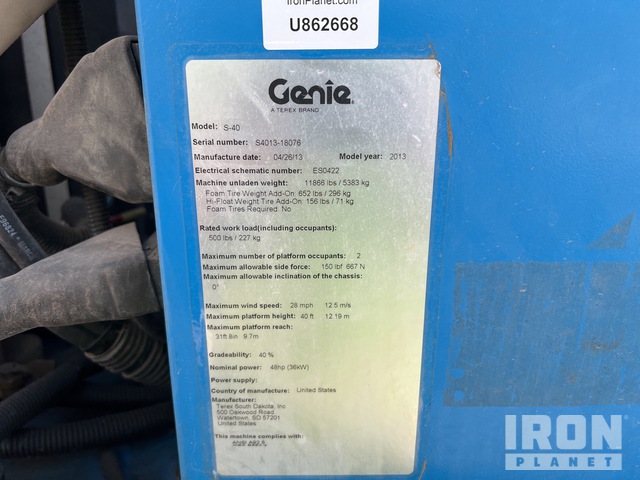 IronPlanet.com
U862668
Genie
A TEREX BRAND
Model: S-40
Serial number: S4013-18076
Manufacture date: 04/26/13 Model year: 2013
Electrical schematic number: ES0422
Machine unladen weight: 11866 lbs / 5383 kg
Foam Tire Weight Add-On: 652 lbs / 296 kg
Hi-Float Weight Tire Add-On: 156 lbs / 71 kg
Foam Tires Required: No
Rated work load(including occupants):
500 lbs / 227 kg
Maximum number of platform occupants: 2
Maximum allowable side force: 150 lbf 667 N
Maximum allowable inclination of the chassis:
0°
Maximum wind speed: 28 mph 12.5 m/s
Maximum platform height: 40 ft 12.19 m
Maximum platform reach:
31ft 8in 9.7m
Gradeability: 40 %
Nominal power: 48hp (36kW)
Power supply:
Country of manufacture: United States
Manufacturer:
Terex South Dakota, Inc
500 Oakwood Road
Watertown, SD 57201
United States
This machine complies with:
IRON
PLANET